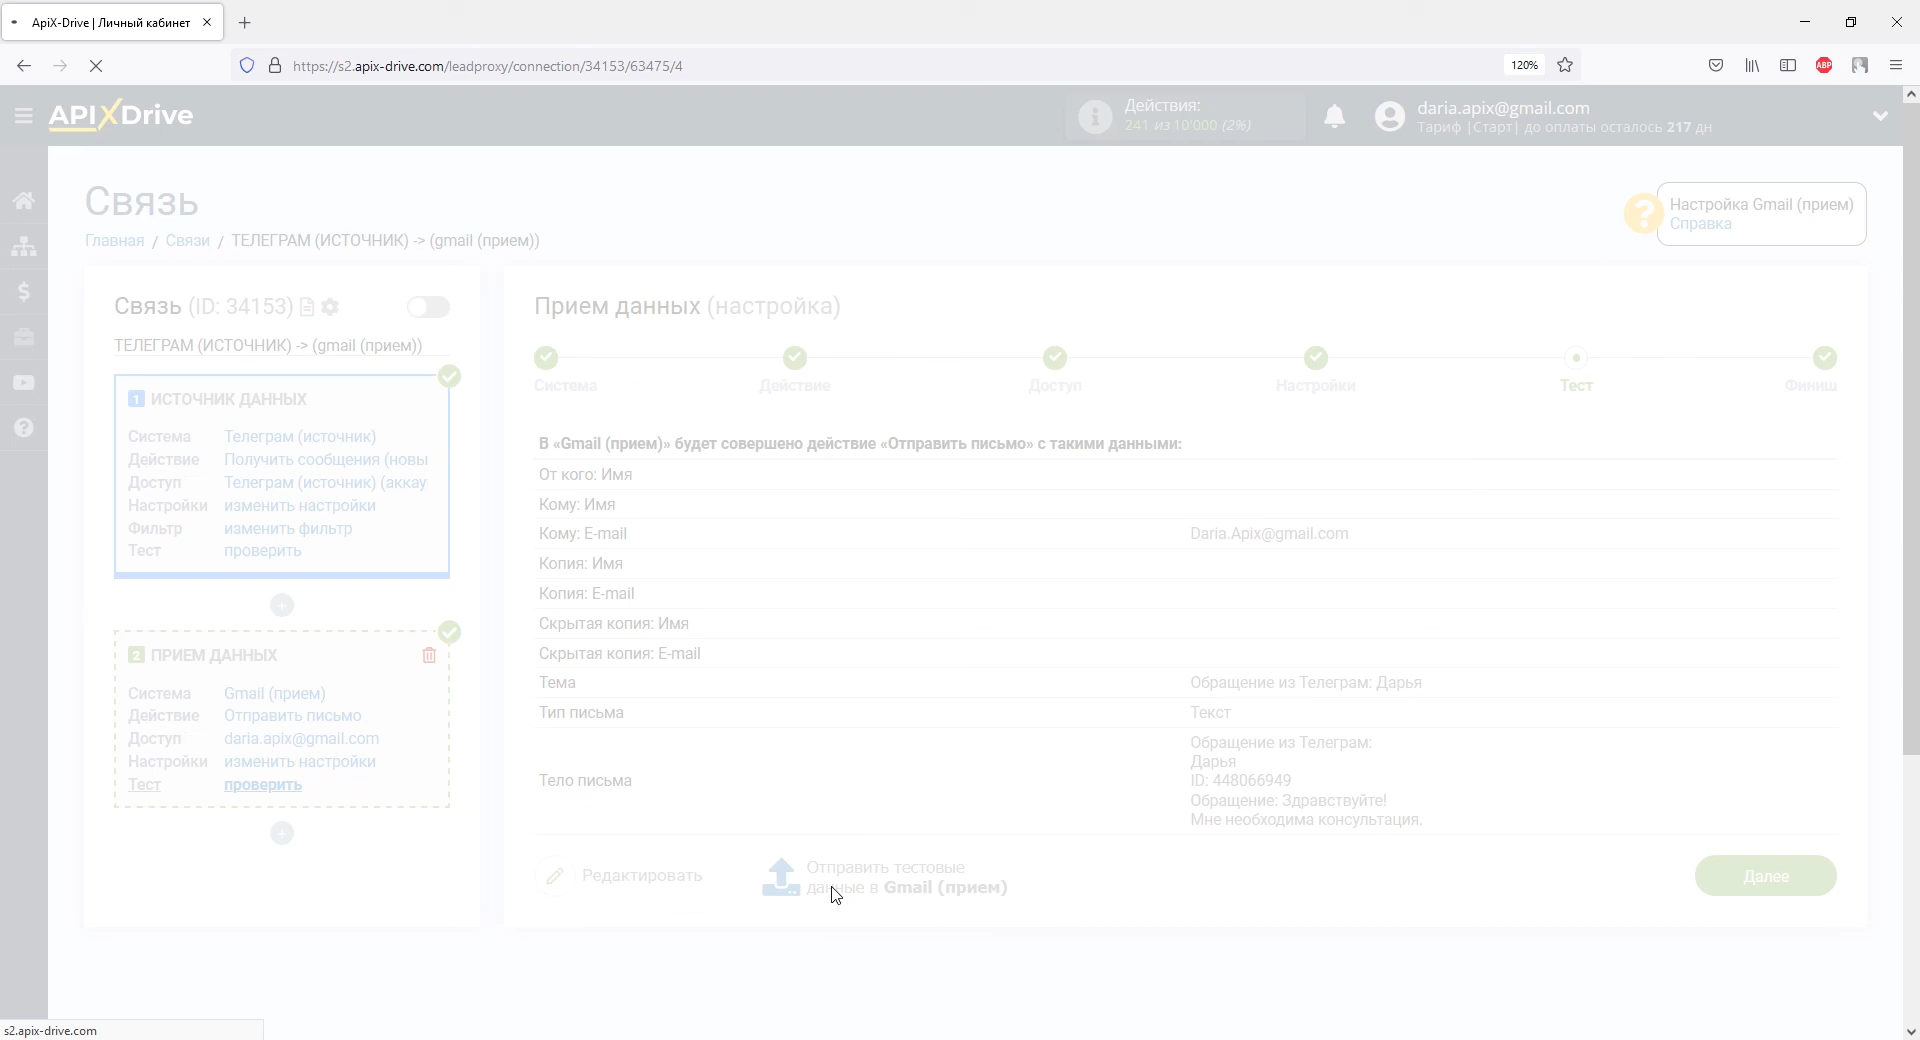 ApiX-Drive | Личный кабинет
https://s2.apix-drive.com/leadproxy/connection/34153/63475/4
120%
ABP
APIXDrive
i
Действия:
241 из 10'000 (2%)
daria.apix@gmail.com
Тариф |Старт| до оплаты осталось 217 дн
Связь
Главная / Связи / ТЕЛЕГРАМ (ИСТОЧНИК) -> (gmail (прием))
?
Настройка Gmail (прием)
Справка
Связь (ID: 34153)
ТЕЛЕГРАМ (ИСТОЧНИК) -> (gmail (прием))
1 ИСТОЧНИК ДАННЫХ
Система Телеграм (источник)
Действие Получить сообщения (новы
Доступ Телеграм (источник) (аккау
Настройки изменить настройки
Фильтр изменить фильтр
Тест проверить
+
2 ПРИЕМ ДАННЫХ
Система Gmail (прием)
Действие Отправить письмо
Доступ daria.apix@gmail.com
Настройки изменить настройки
Тест проверить
+
Прием данных (настройка)
Система Действие Доступ Настройки Тест Финиш
В «Gmail (прием)» будет совершено действие «Отправить письмо» с такими данными:
От кого: Имя
Кому: Имя
Кому: E-mail Daria.Apix@gmail.com
Копия: Имя
Копия: E-mail
Скрытая копия: Имя
Скрытая копия: E-mail
Тема Обращение из Телеграм: Дарья
Тип письма Текст
Тело письма
Обращение из Телеграм:
Дарья
ID: 448066949
Обращение: Здравствуйте!
Мне необходима консультация.
Редактировать
Отправить тестовые
данные в Gmail (прием)
Далее
s2.apix-drive.com